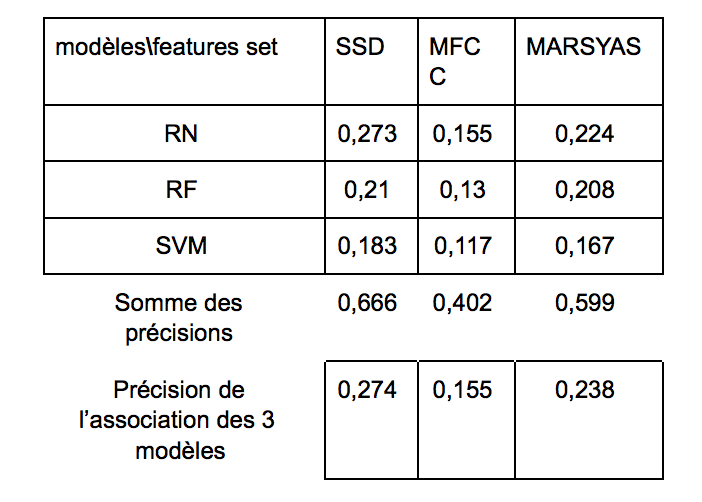 modèles\features set SSD MFC MARSYAS
C
RN 0,273 0,155 0,224
RF 0,21 0,13 0,208
SVM 0,183 0,117 0,167
Somme des 0,666 0,402 0,599
précisions
Précision de 0,274 0,155 0,238
l’association des 3
modèles